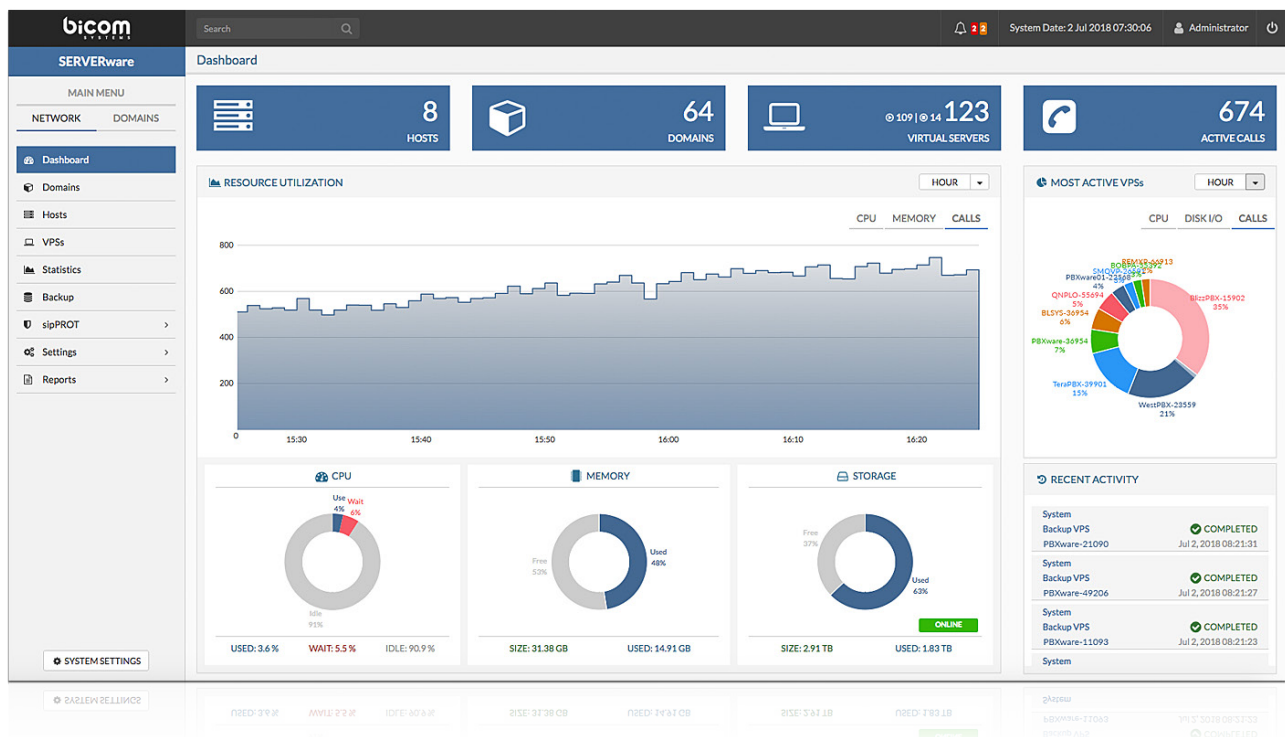 bicom
SYSTEMS
Search
2 2
System Date: 2 Jul 2018 07:30:06
Administrator
SERVERware
Dashboard
MAIN MENU
NETWORK DOMAINS
Dashboard
Domains
Hosts
VPSs
Statistics
Backup
sipPROT
Settings
Reports
SYSTEM SETTINGS
8
HOSTS
64
DOMAINS
109 | 14 123
VIRTUAL SERVERS
674
ACTIVE CALLS
RESOURCE UTILIZATION
HOUR
CPU MEMORY CALLS
800
600
400
200
0
15:30 15:40 15:50 16:00 16:10 16:20
MOST ACTIVE VPSs
HOUR
CPU DISK I/O CALLS
PBXware01-23568
4%
QNPLO-55694
5%
BLSYS-36954
6%
PBXware-36954
7%
TeraPBX-39901
15%
WestPBX-23559
21%
BlizzPBX-15902
35%
CPU
Use
4%
Wait
6%
Idle
91%
USED: 3.6 % WAIT: 5.5 % IDLE: 90.9 %
MEMORY
Free
53%
Used
48%
SIZE: 31.38 GB USED: 14.91 GB
STORAGE
Free
37%
Used
63%
ONLINE
SIZE: 2.91 TB USED: 1.83 TB
RECENT ACTIVITY
System
Backup VPS COMPLETED
PBXware-21090 Jul 2, 2018 08:21:31
System
Backup VPS COMPLETED
PBXware-49206 Jul 2, 2018 08:21:27
System
Backup VPS COMPLETED
PBXware-11093 Jul 2, 2018 08:21:23
System